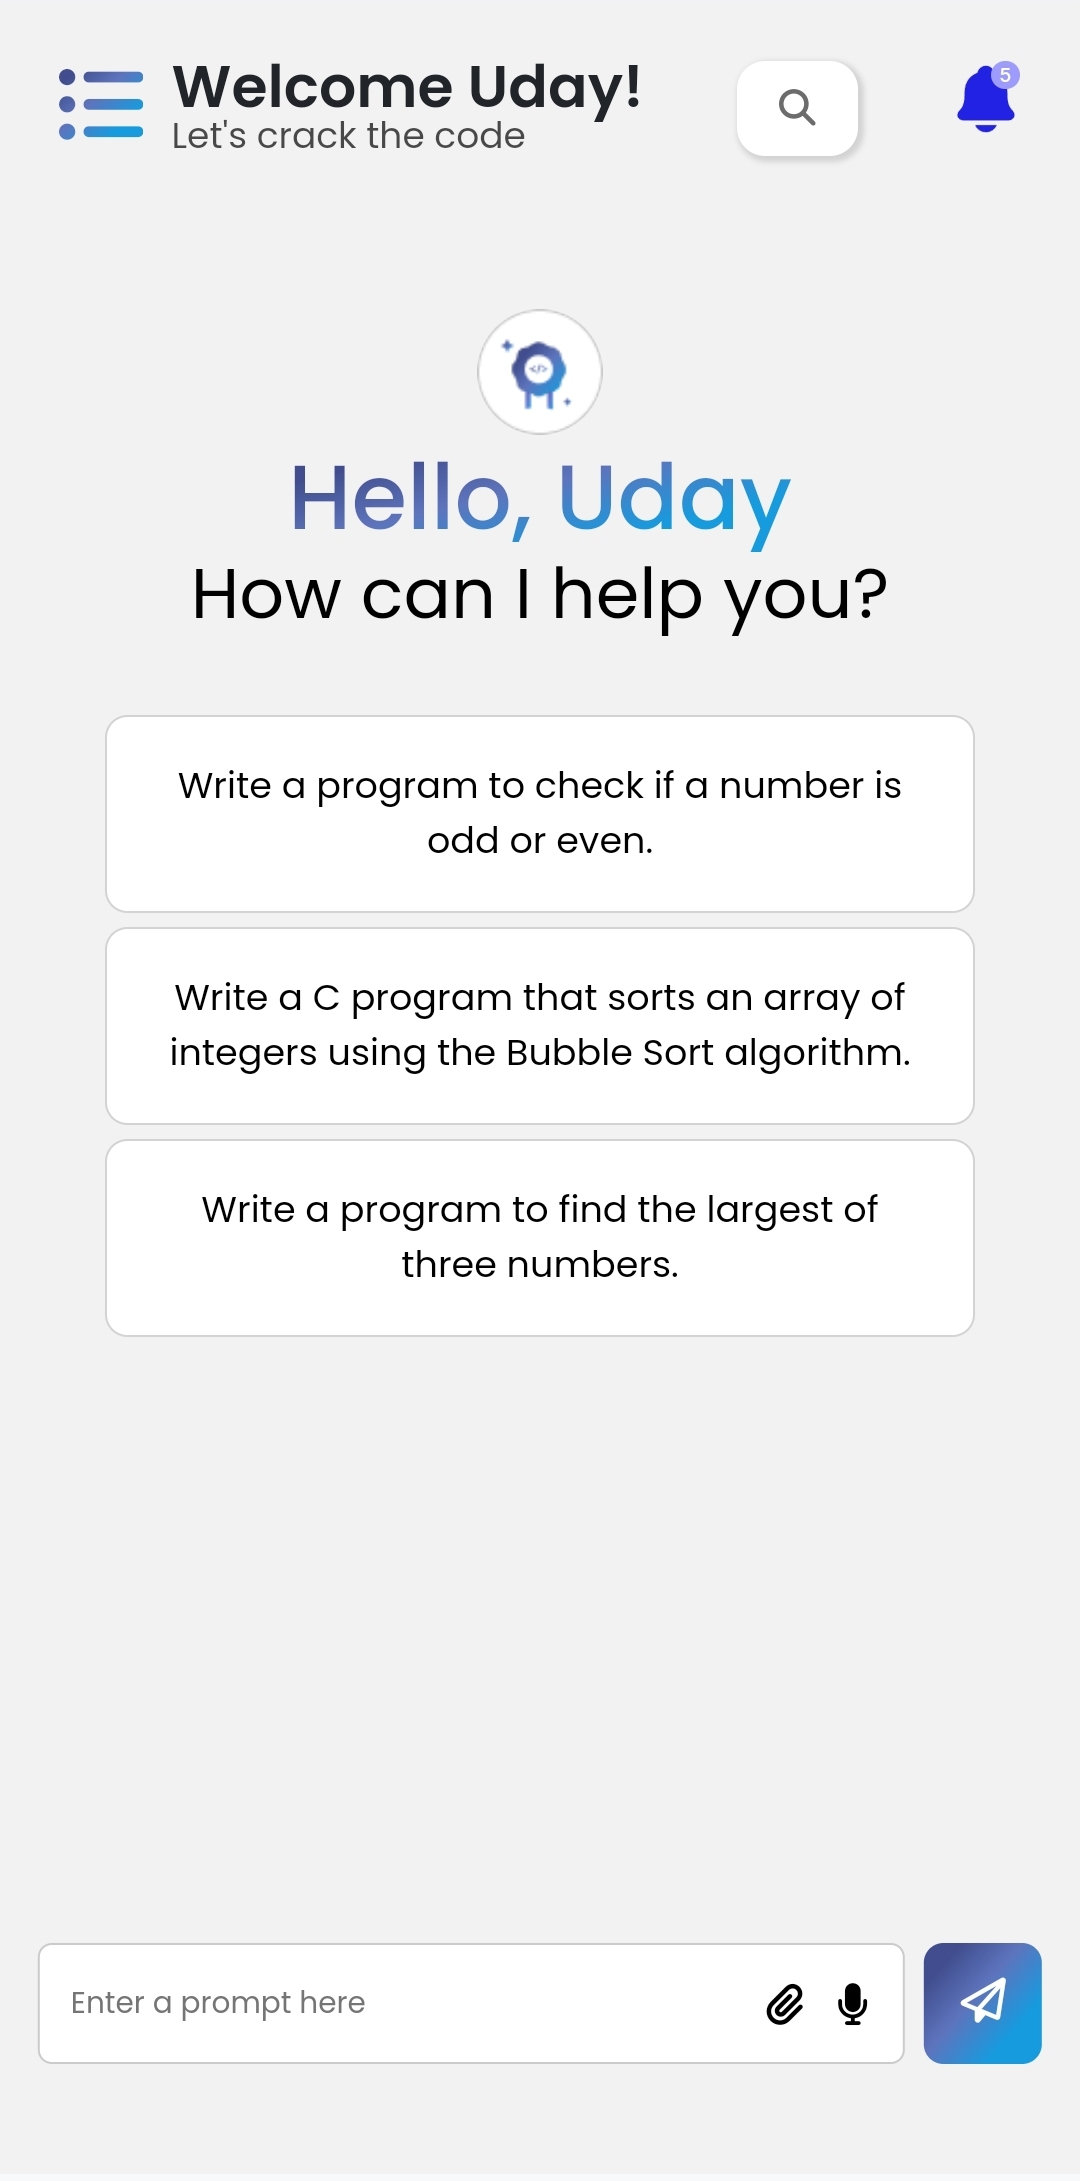 Welcome Uday!
Let's crack the code
5
</>
Hello, Uday
How can I help you?
Write a program to check if a number is
odd or even.
Write a C program that sorts an array of
integers using the Bubble Sort algorithm.
Write a program to find the largest of
three numbers.
Enter a prompt here